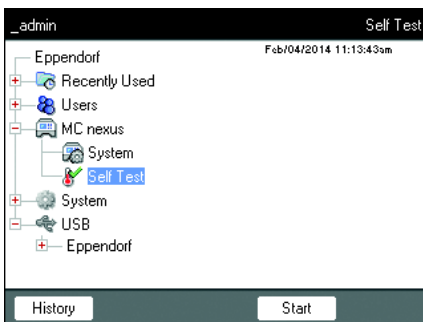 _admin Self Test
Feb/04/2014 11:13:43am
Eppendorf
Recently Used
Users
MC nexus
System
Self Test
System
USB
Eppendorf
History Start